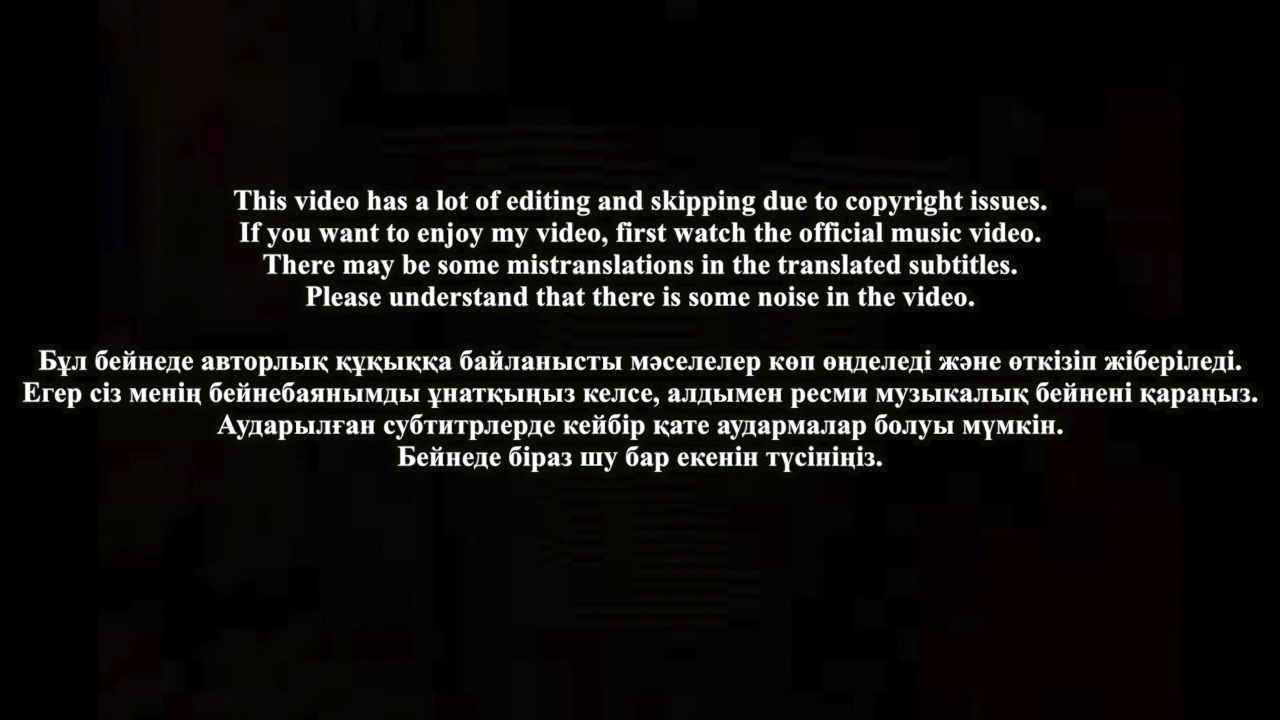 This video has a lot of editing and skipping due to copyright issues.
If you want to enjoy my video, first watch the official music video.
There may be some mistranslations in the translated subtitles.
Please understand that there is some noise in the video.
Бұл бейнеде авторлық құқыққа байланысты мәселелер көп өңделеді және өткізіп жіберіледі.
Егер сіз менің бейнебаянымды ұнатқыңыз келсе, алдымен ресми музыкалық бейнені қараңыз.
Аударылған субтитрлерде кейбір қате аудармалар болуы мүмкін.
Бейнеде біраз шу бар екенін түсініңіз.